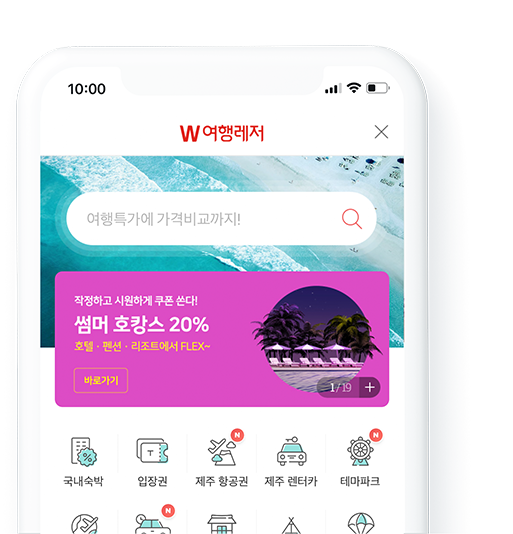 10:00
W 여행레저
여행특가에 가격비교까지!
작정하고 시원하게 쿠폰 쏜다!
썸머 호캉스 20%
호텔 · 펜션 · 리조트에서 FLEX~
바로가기
1/19 +
N N
T
국내숙박 입장권 제주 항공권 제주 렌터카 테마파크
N